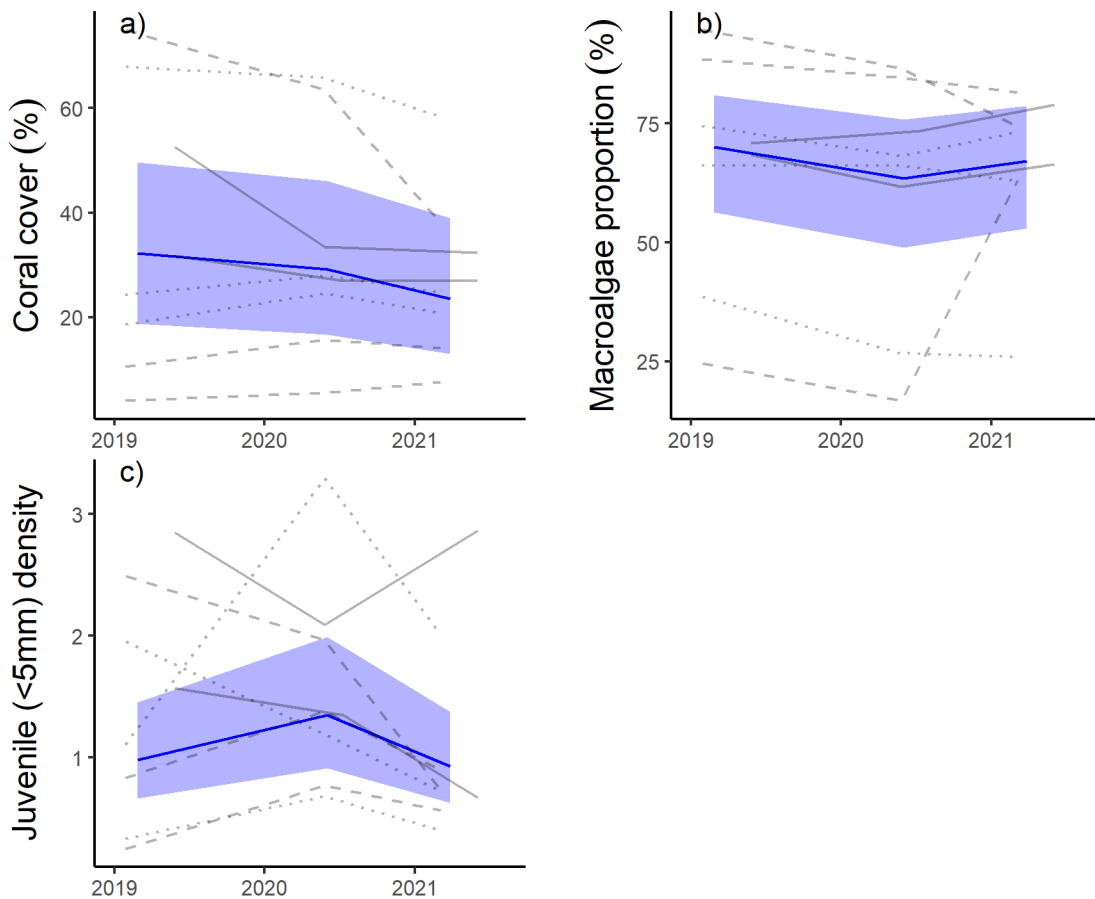 a)
Coral cover (%)
60
40
20
2019 2020 2021
b)
Macroalgae proportion (%)
75
50
25
2019 2020 2021
c)
Juvenile (<5mm) density
3
2
1
2019 2020 2021